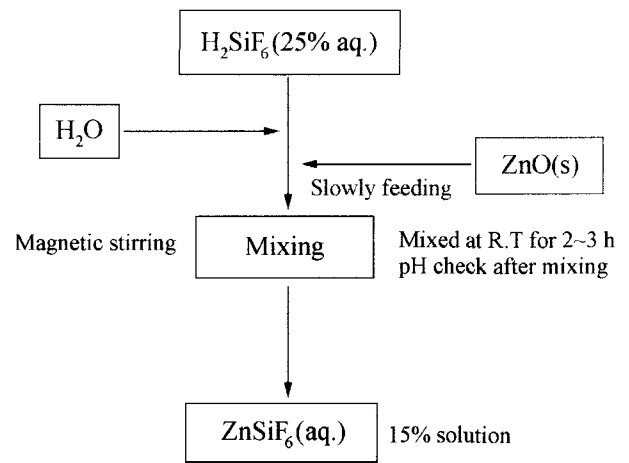 H₂SiF₆(25% aq.)
H₂O
ZnO(s)
Slowly feeding
Magnetic stirring
Mixing
Mixed at R.T for 2~3 h
pH check after mixing
ZnSiF₆(aq.)
15% solution